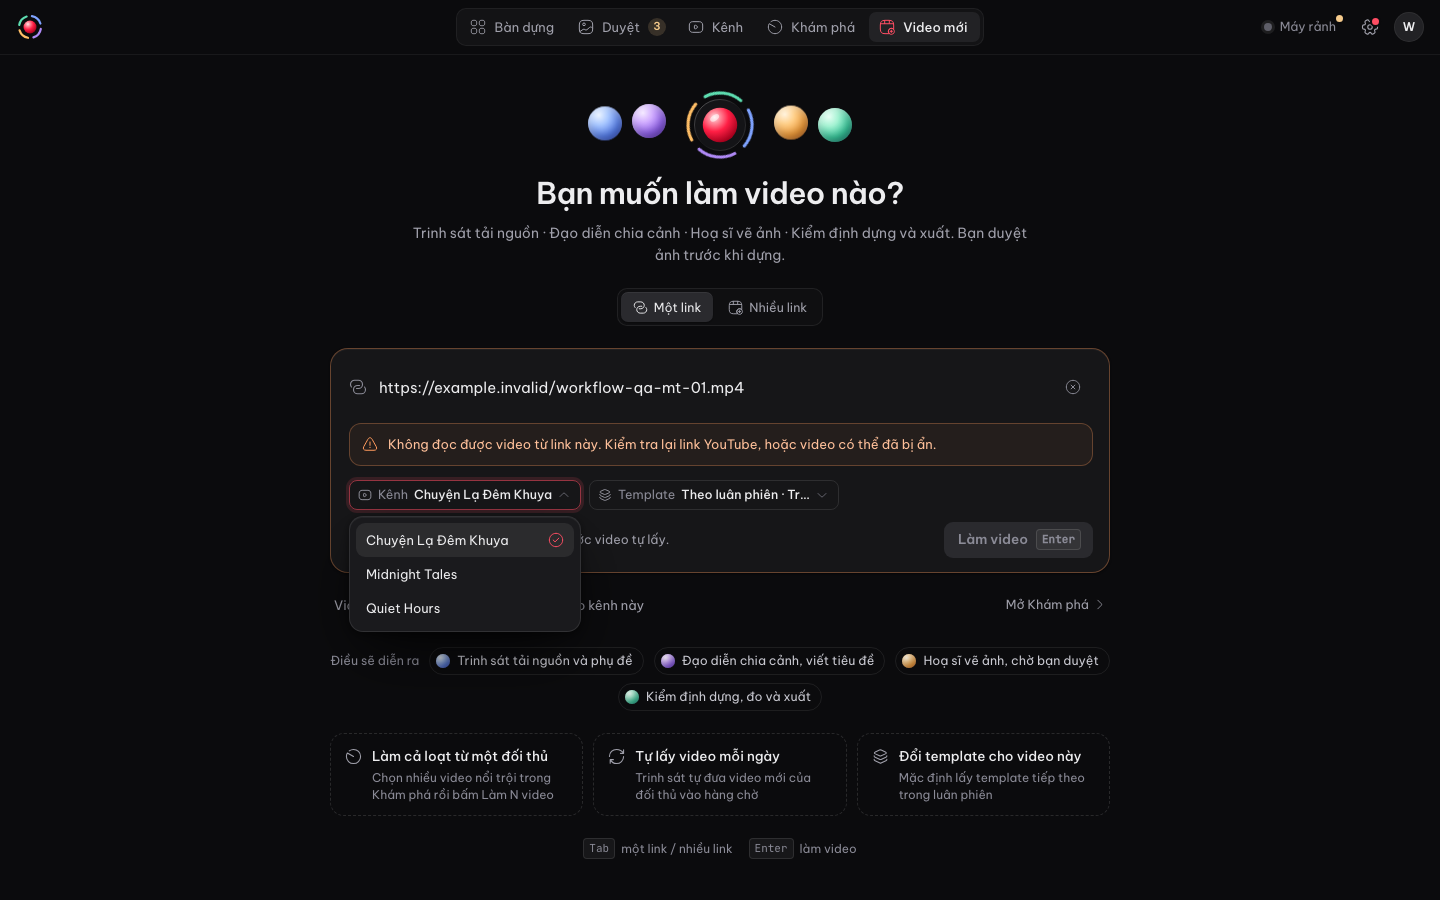 Bàn dựng
Duyệt 3
Kênh
Khám phá
Video mới
Máy rảnh
W
Bạn muốn làm video nào?
Trinh sát tải nguồn · Đạo diễn chia cảnh · Hoạ sĩ vẽ ảnh · Kiểm định dựng và xuất. Bạn duyệt
ảnh trước khi dựng.
Một link
Nhiều link
https://example.invalid/workflow-qa-mt-01.mp4
Không đọc được video từ link này. Kiểm tra lại link YouTube, hoặc video có thể đã bị ẩn.
Kênh Chuyện Lạ Đêm Khuya
Template Theo luân phiên · Tr...
Chuyện Lạ Đêm Khuya
video tự lấy.
Làm video Enter
Midnight Tales
Quiet Hours
kênh này
Mở Khám phá
Điều sẽ diễn ra
Trinh sát tải nguồn và phụ đề
Đạo diễn chia cảnh, viết tiêu đề
Hoạ sĩ vẽ ảnh, chờ bạn duyệt
Kiểm định dựng, đo và xuất
Làm cả loạt từ một đối thủ
Chọn nhiều video nổi trội trong
Khám phá rồi bấm Làm N video
Tự lấy video mỗi ngày
Trinh sát tự đưa video mới của
đối thủ vào hàng chờ
Đổi template cho video này
Mặc định lấy template tiếp theo
trong luân phiên
Tab một link / nhiều link Enter làm video